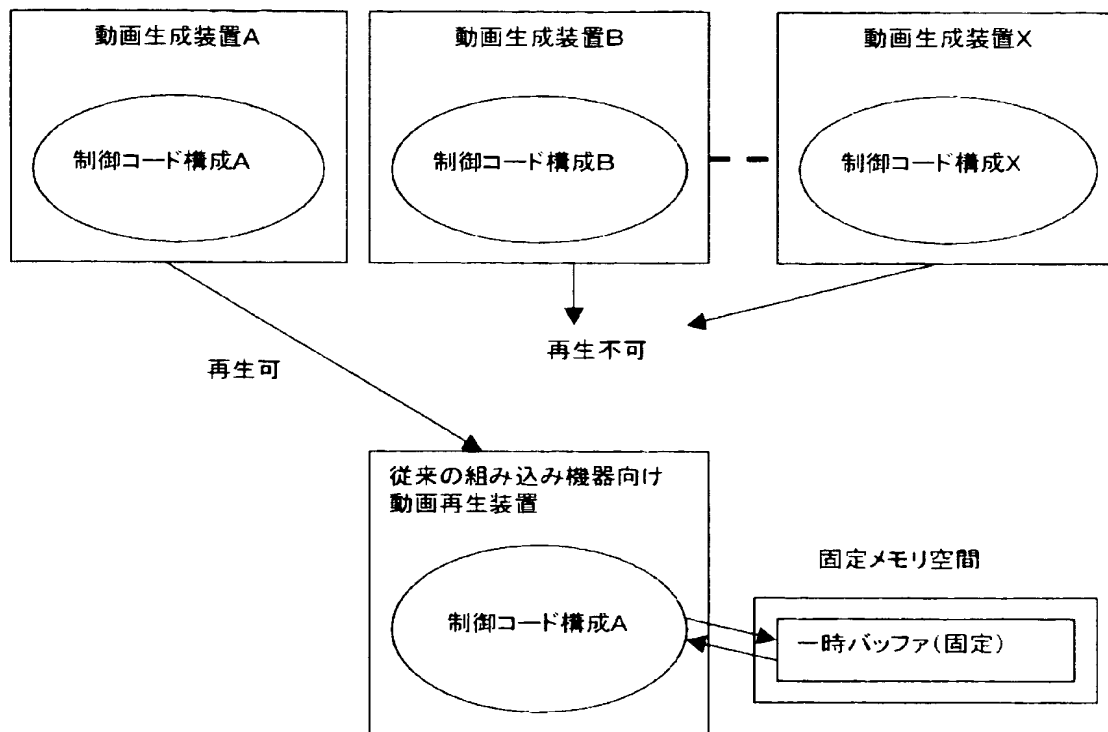 動画生成装置A
動画生成装置B
動画生成装置X
制御コード構成A
制御コード構成B
制御コード構成X
再生不可
再生可
従来の組み込み機器向け
動画再生装置
固定メモリ空間
制御コード構成A
一時バッファ(固定)